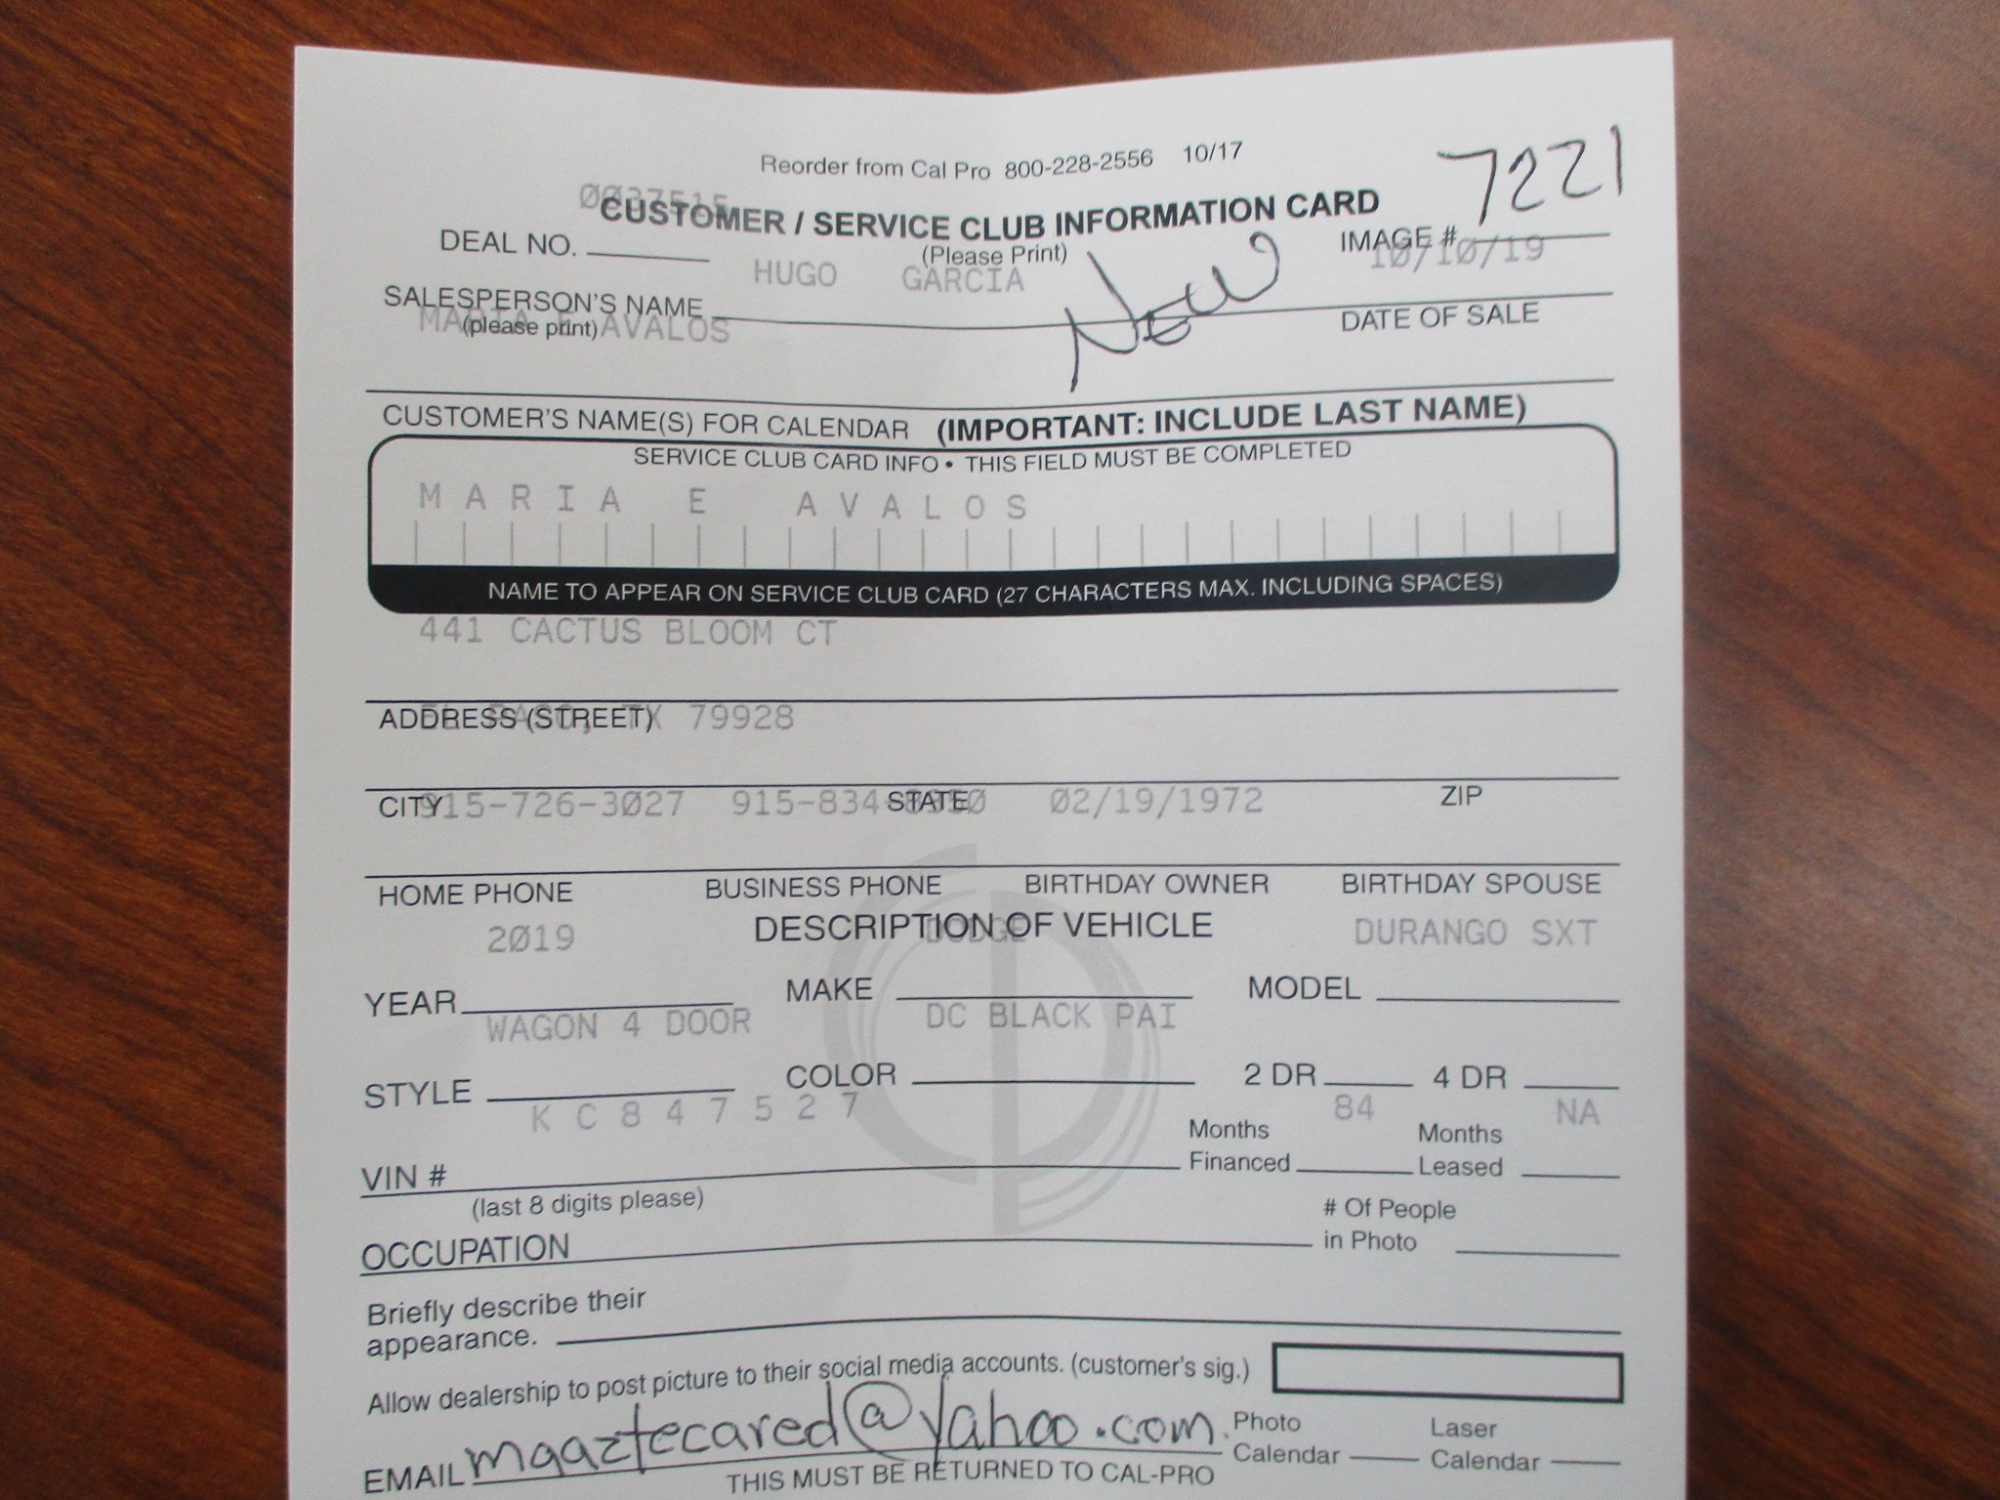 Reorder from Cal Pro 800-228-2556 10/17
7221
0037515
CUSTOMER / SERVICE CLUB INFORMATION CARD
DEAL NO.
(Please Print)
IMAGE #
10/10/19
HUGO GARCIA
New
SALESPERSON'S NAME
(please print)
DATE OF SALE
MARIA E AVALOS
CUSTOMER'S NAME(S) FOR CALENDAR (IMPORTANT: INCLUDE LAST NAME)
SERVICE CLUB CARD INFO • THIS FIELD MUST BE COMPLETED
MARIA E AVALOS
NAME TO APPEAR ON SERVICE CLUB CARD (27 CHARACTERS MAX. INCLUDING SPACES)
441 CACTUS BLOOM CT
ADDRESS (STREET)
TX 79928
CITY STATE ZIP
915-726-3027 02/19/1972
HOME PHONE BUSINESS PHONE BIRTHDAY OWNER BIRTHDAY SPOUSE
DESCRIPTION OF VEHICLE
2019 DODGE DURANGO SXT
YEAR MAKE MODEL
WAGON 4 DOOR DC BLACK PAI
STYLE COLOR 2 DR 4 DR
KC847527 84 NA
VIN # Months Financed Months Leased
(last 8 digits please)
OCCUPATION # Of People in Photo
Briefly describe their
appearance.
Allow dealership to post picture to their social media accounts. (customer's sig.)
EMAIL mgaztecared@yahoo.com. Photo Calendar Laser Calendar
THIS MUST BE RETURNED TO CAL-PRO